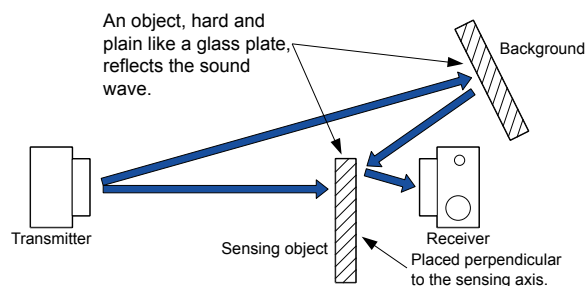 An object, hard and
plain like a glass plate,
reflects the sound
wave.
Background
Transmitter
Sensing object
Receiver
Placed perpendicular
to the sensing axis.